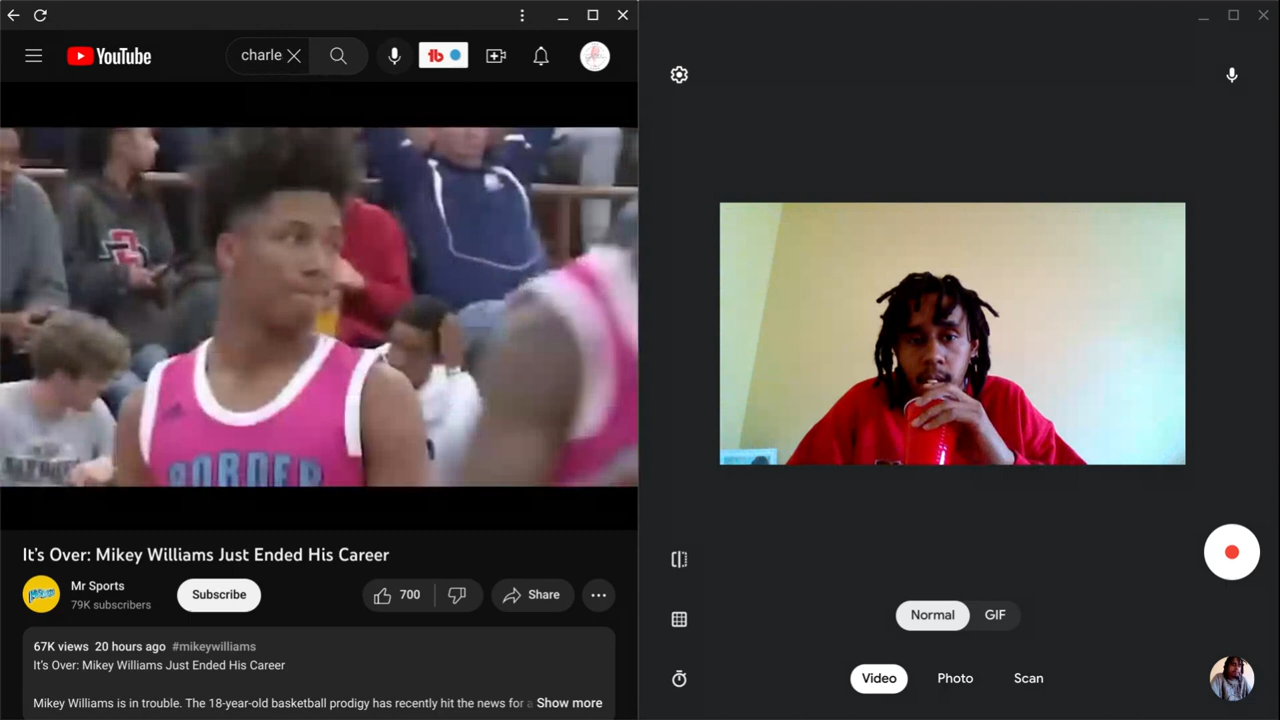 YouTube
charle
tb
BORDER
It's Over: Mikey Williams Just Ended His Career
Mr Sports
79K subscribers
Subscribe
700
Share
67K views 20 hours ago #mikeywilliams
It's Over: Mikey Williams Just Ended His Career
Mikey Williams is in trouble. The 18-year-old basketball prodigy has recently hit the news for a Show more
Normal
GIF
Video
Photo
Scan